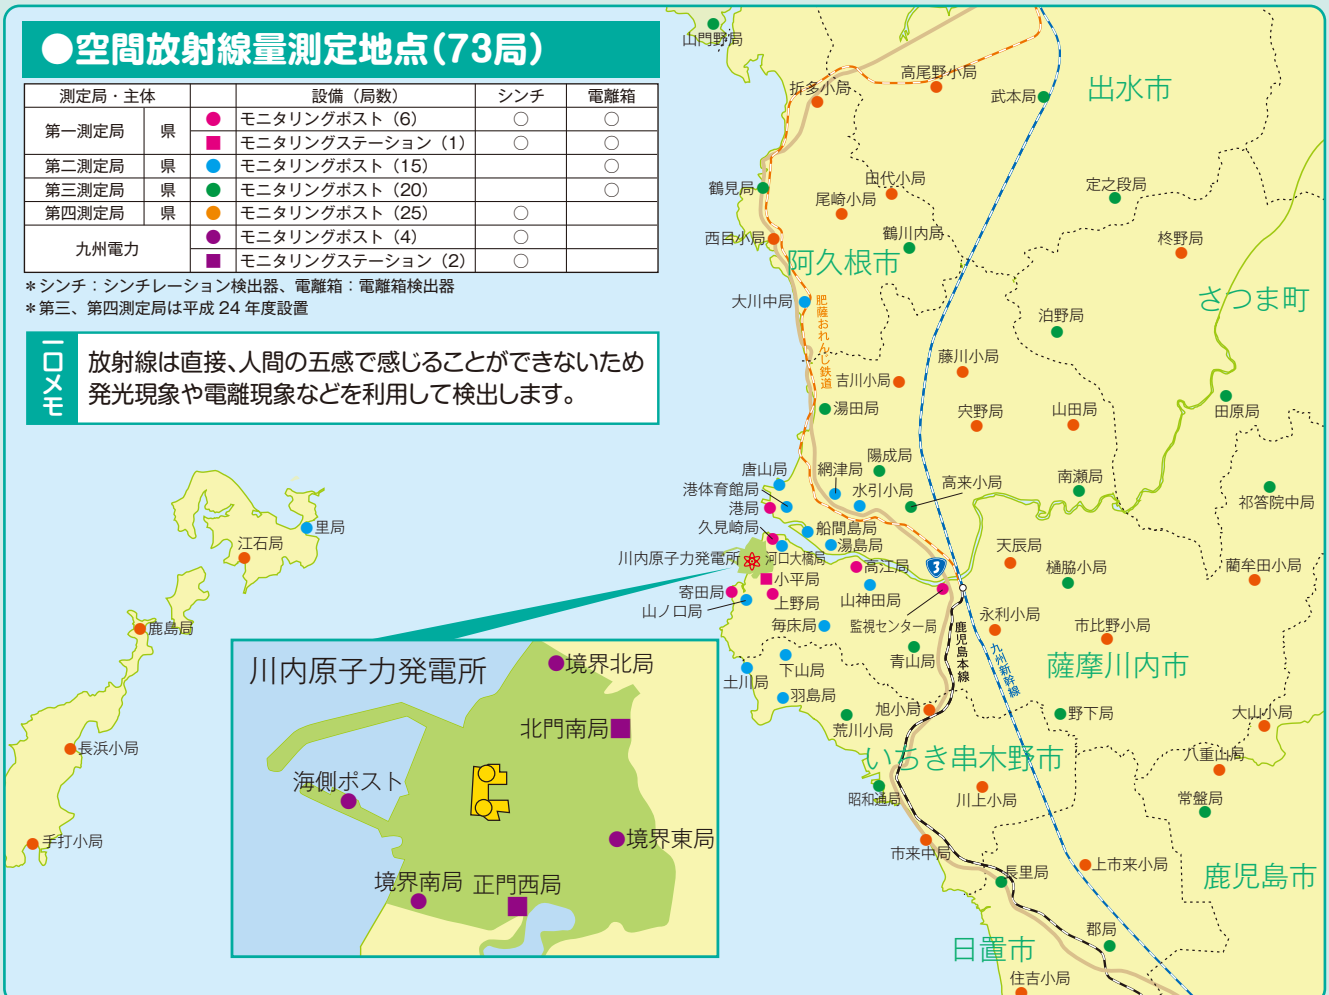 ●空間放射線量測定地点(73局)
測定局・主体 設備（局数） シンチ 電離箱
第一測定局 県 モニタリングポスト（6） ○ ○
モニタリングステーション（1） ○ ○
第二測定局 県 モニタリングポスト（15） ○
第三測定局 県 モニタリングポスト（20） ○
第四測定局 県 モニタリングポスト（25） ○
九州電力 モニタリングポスト（4） ○
モニタリングステーション（2） ○
＊シンチ：シンチレーション検出器、電離箱：電離箱検出器
＊第三、第四測定局は平成 24 年度設置
一口メモ
放射線は直接、人間の五感で感じることができないため
発光現象や電離現象などを利用して検出します。
山門野局
折多小局
高尾野小局
武本局
出水市
鶴見局
田代小局
尾崎小局
定之段局
西目小局
鶴川内局
柊野局
阿久根市
さつま町
大川中局
肥薩おれんじ鉄道
泊野局
藤川小局
吉川小局
湯田局
穴野局
山田局
田原局
唐山局
網津局
陽成局
港体育館局
水引小局
高来小局
南瀬局
祁答院中局
港局
久見崎局
船間島局
湯島局
川内原子力発電所
河口大橋局
高江局
3
天辰局
樋脇小局
藺牟田小局
小平局
寄田局
上野局
山ノ口局
山神田局
毎床局
監視センター局
鹿児島本線
永利小局
市比野小局
九州新幹線
青山局
薩摩川内市
下山局
土川局
羽島局
荒川小局
旭小局
野下局
大山小局
いちき串木野市
八重山局
昭和通局
川上小局
常盤局
市来中局
長里局
上市来小局
鹿児島市
郡局
日置市
住吉小局
里局
江石局
鹿島局
長浜小局
手打小局
川内原子力発電所
境界北局
北門南局
海側ポスト
境界東局
境界南局
正門西局